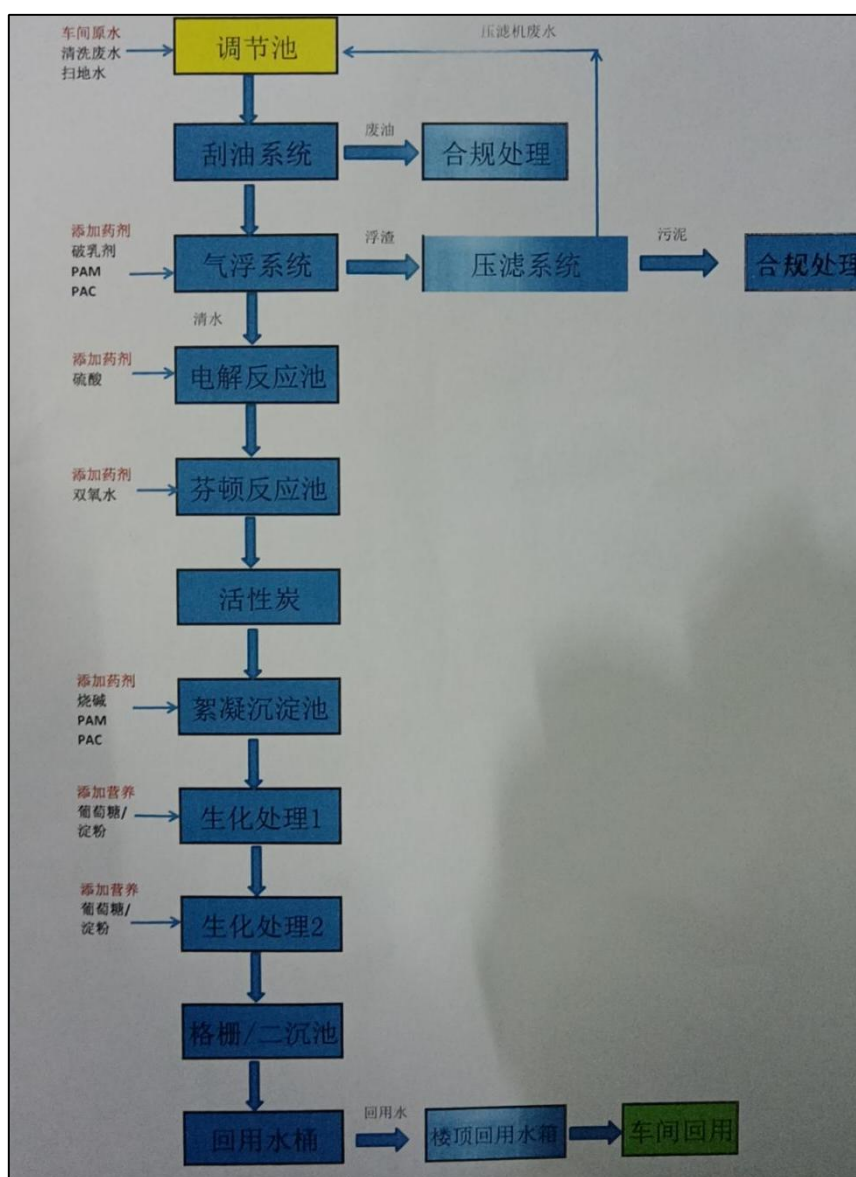 车间原水
清洗废水
扫地水
调节池
压滤机废水
刮油系统
废油
合规处理
添加药剂
破乳剂
PAM
PAC
气浮系统
浮渣
压滤系统
污泥
合规处理
清水
添加药剂
硫酸
电解反应池
添加药剂
双氧水
芬顿反应池
活性炭
添加药剂
烧碱
PAM
PAC
絮凝沉淀池
添加营养
葡萄糖/
淀粉
生化处理1
添加营养
葡萄糖/
淀粉
生化处理2
格栅/二沉池
回用水桶
回用水
楼顶回用水箱
车间回用